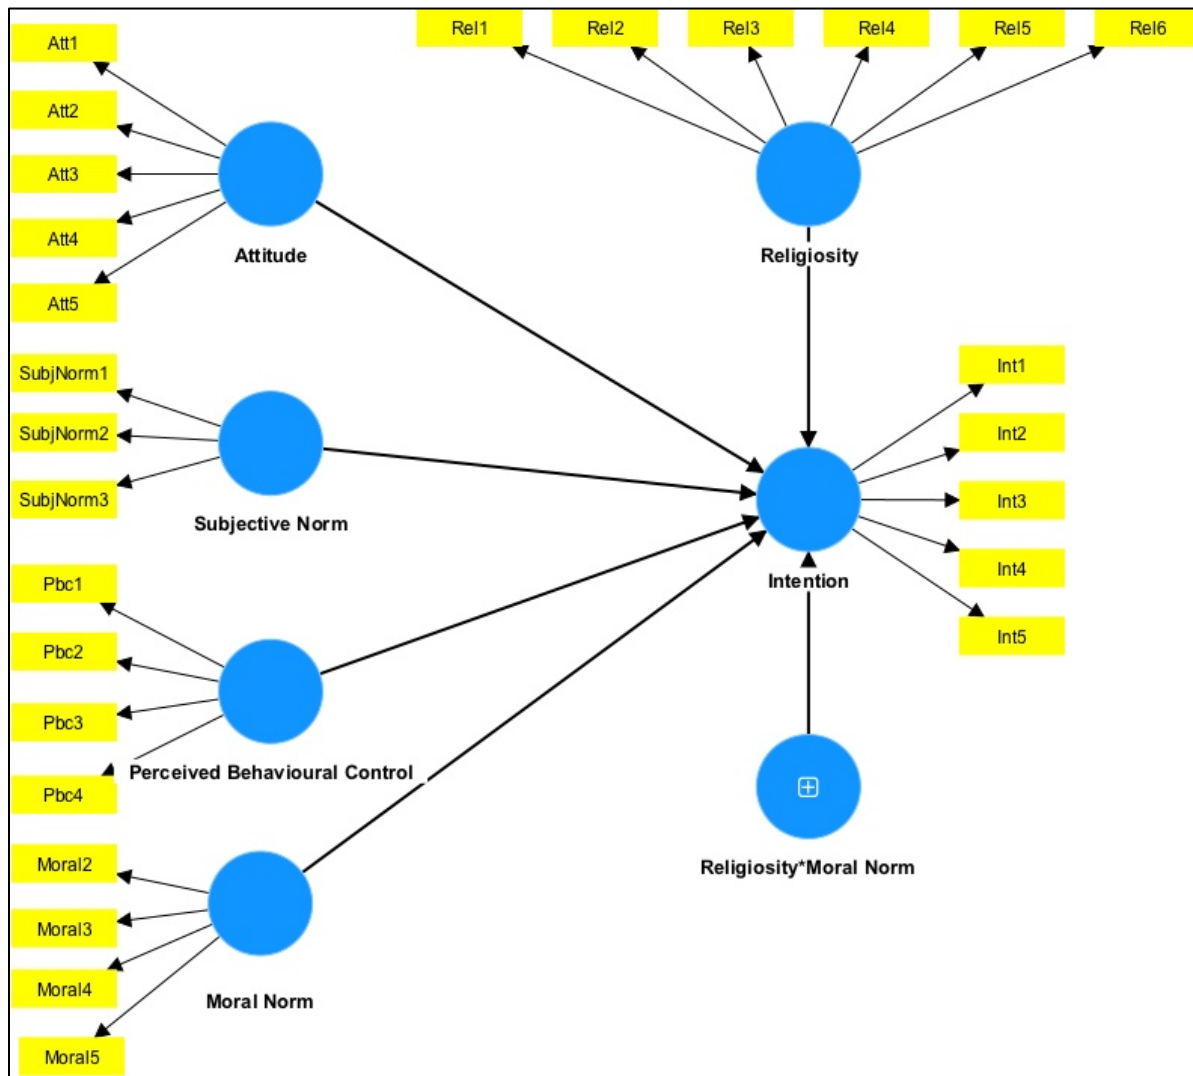 Att1
Att2
Att3
Att4
Att5
Attitude
Rel1
Rel2
Rel3
Rel4
Rel5
Rel6
Religiosity
SubjNorm1
SubjNorm2
SubjNorm3
Subjective Norm
Int1
Int2
Int3
Int4
Int5
Intention
Pbc1
Pbc2
Pbc3
Pbc4
Perceived Behavioural Control
Moral2
Moral3
Moral4
Moral5
Moral Norm
Religiosity*Moral Norm